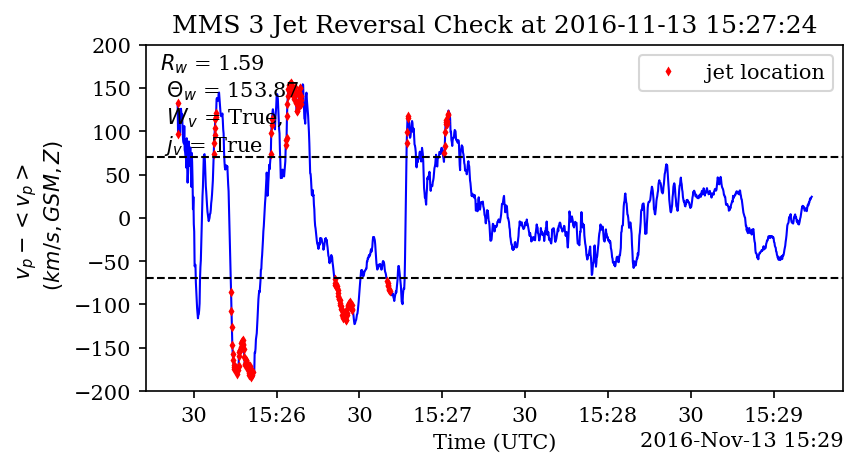 MMS 3 Jet Reversal Check at 2016-11-13 15:27:24
R_w = 1.59
Θ_w = 153.87,
W_v = True,
j_v = True
jet location
v_p − < v_p >
(km/s, GSM, Z)
200
150
100
50
0
−50
−100
−150
−200
30 15:26 30 15:27 30 15:28 30 15:29
Time (UTC)
2016-Nov-13 15:29